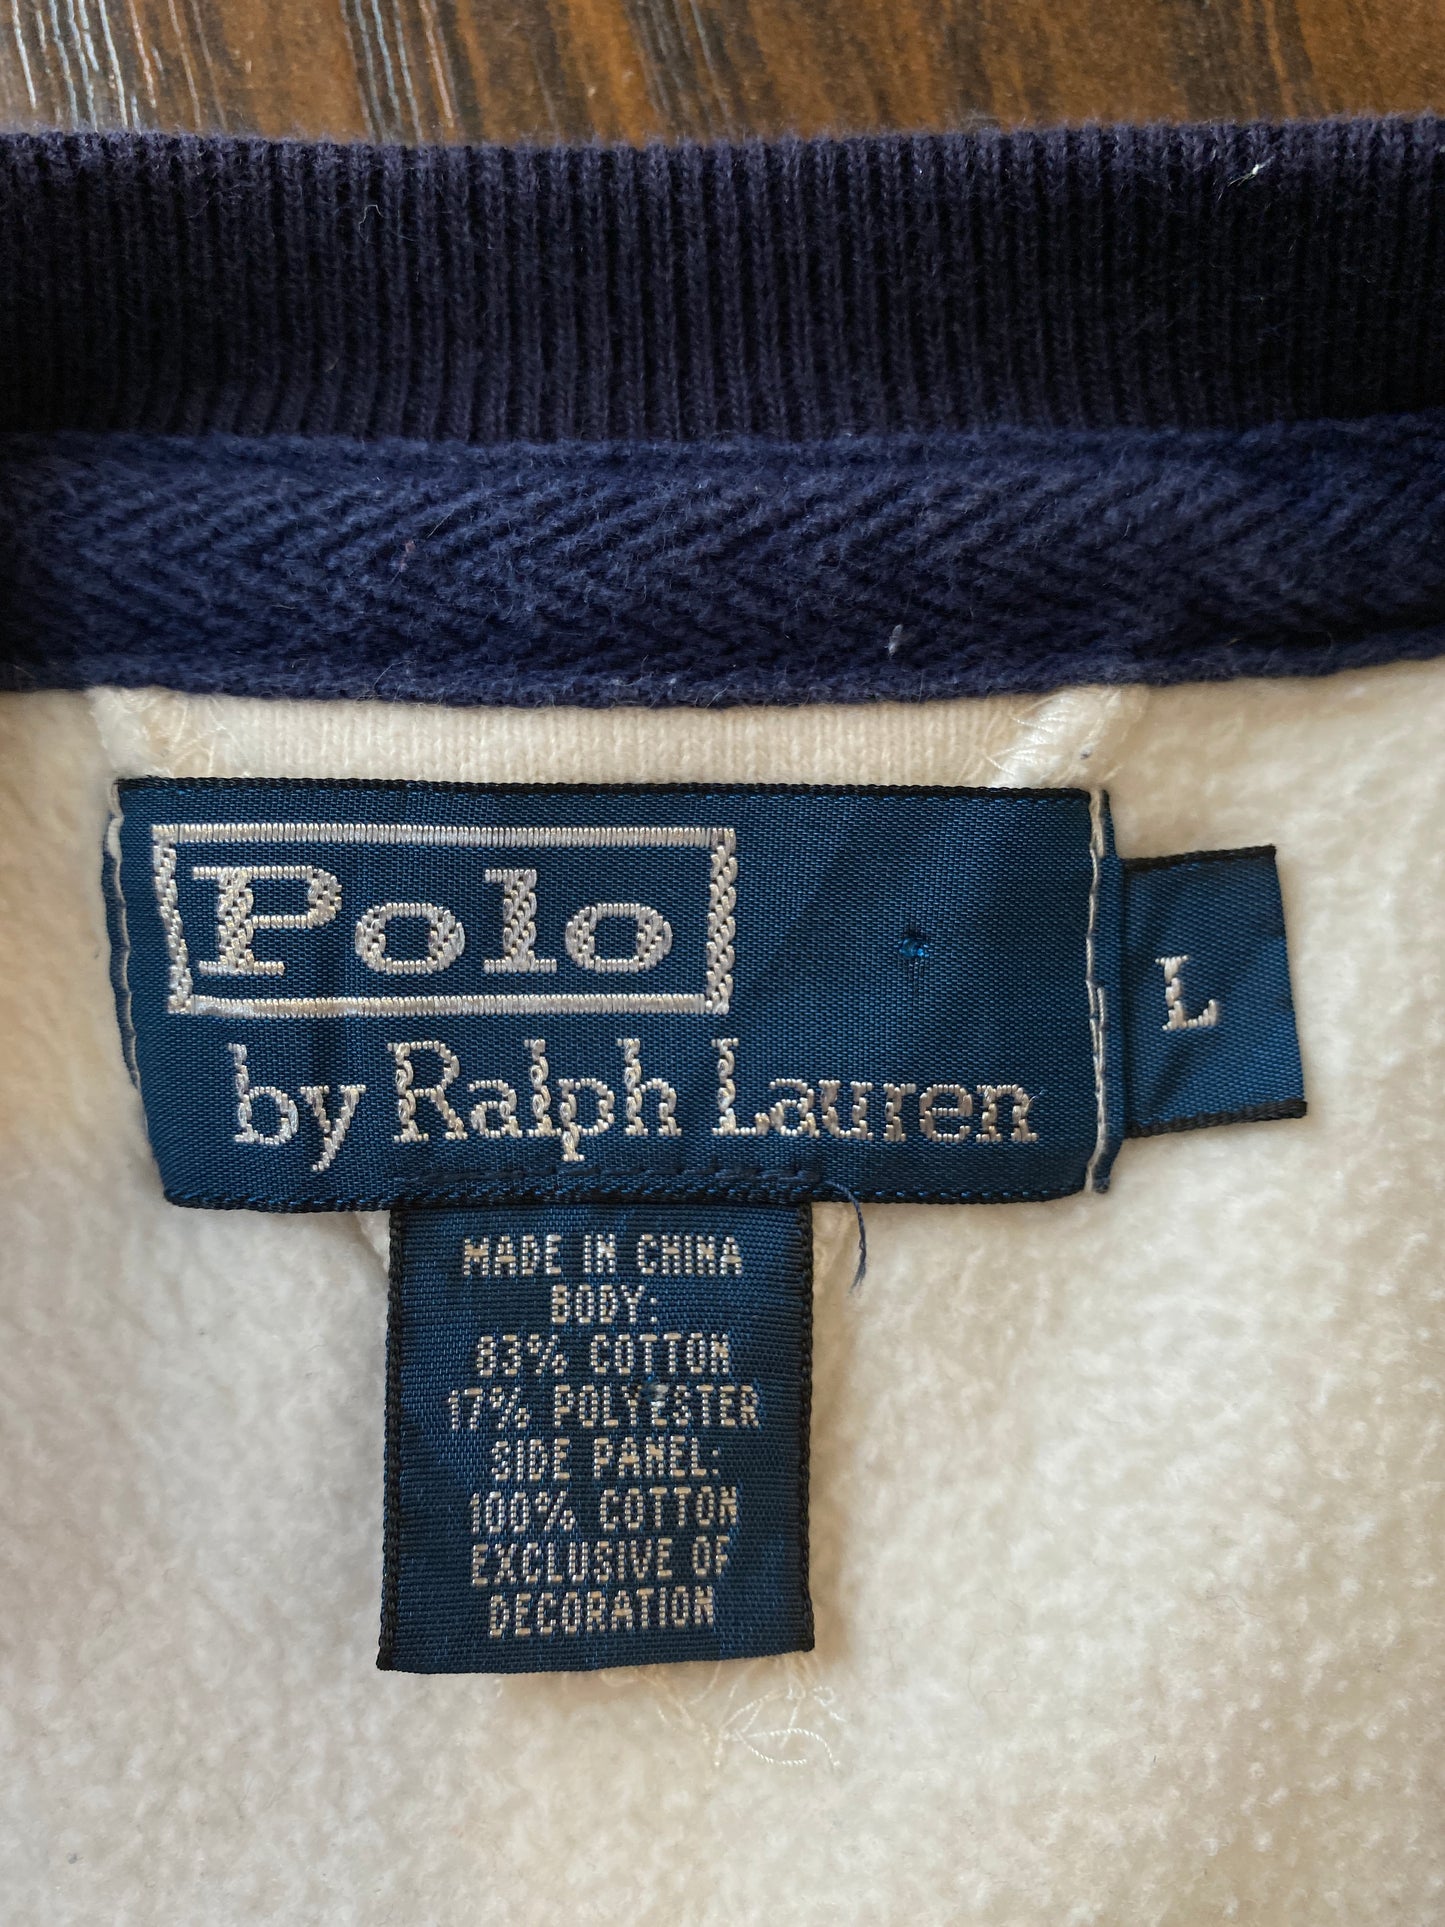 Polo
by Ralph Lauren
L
MADE IN CHINA
BODY:
83% COTTON
17% POLYESTER
SIDE PANEL:
100% COTTON
EXCLUSIVE OF
DECORATION